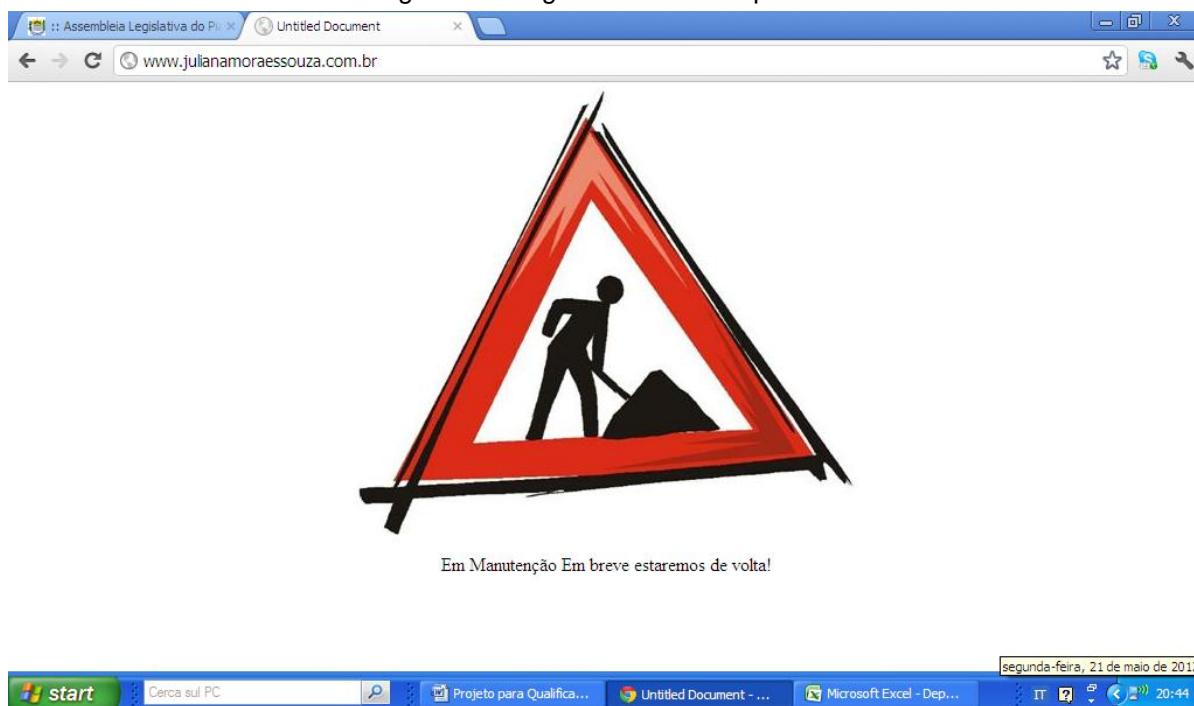 :: Assembleia Legislativa do Pi
Untitled Document
www.julianamoraessouza.com.br
Em Manutenção Em breve estaremos de volta!
segunda-feira, 21 de maio de 201
start
Cerca sul PC
Projeto para Qualifica...
Untitled Document - ...
Microsoft Excel - Dep...
IT
20:44